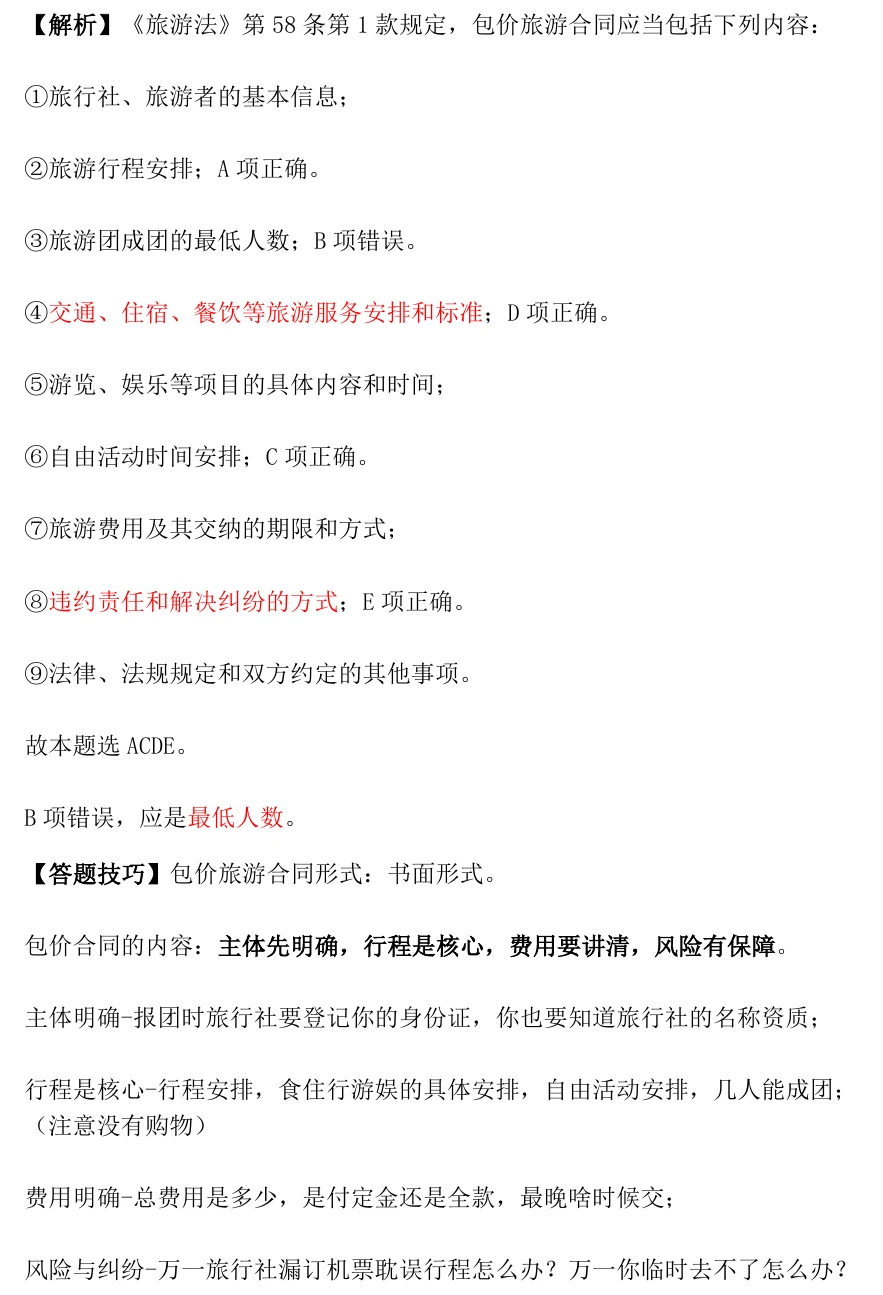 【解析】《旅游法》第 58 条第 1 款规定，包价旅游合同应当包括下列内容：
①旅行社、旅游者的基本信息；
②旅游行程安排；A 项正确。
③旅游团成团的最低人数；B 项错误。
④交通、住宿、餐饮等旅游服务安排和标准；D 项正确。
⑤游览、娱乐等项目的具体内容和时间；
⑥自由活动时间安排；C 项正确。
⑦旅游费用及其交纳的期限和方式；
⑧违约责任和解决纠纷的方式；E 项正确。
⑨法律、法规规定和双方约定的其他事项。
故本题选 ACDE。
B 项错误，应是最低人数。
【答题技巧】包价旅游合同形式：书面形式。
包价合同的内容：主体先明确，行程是核心，费用要讲清，风险有保障。
主体明确-报团时旅行社要登记你的身份证，你也要知道旅行社的名称资质；
行程是核心-行程安排，食住行游娱的具体安排，自由活动安排，几人能成团；
（注意没有购物）
费用明确-总费用是多少，是付定金还是全款，最晚啥时候交；
风险与纠纷-万一旅行社漏订机票耽误行程怎么办？万一你临时去不了怎么办？